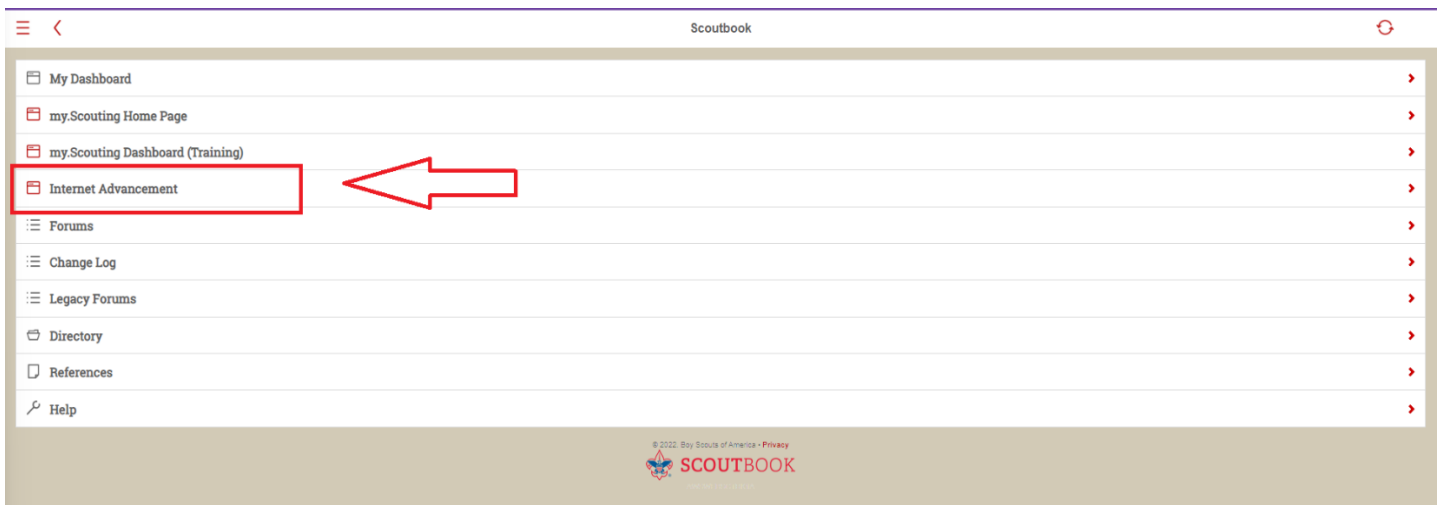 Scoutbook
My Dashboard
my.Scouting Home Page
my.Scouting Dashboard (Training)
Internet Advancement
Forums
Change Log
Legacy Forums
Directory
References
Help
© 2022. Boy Scouts of America - Privacy
SCOUTBOOK